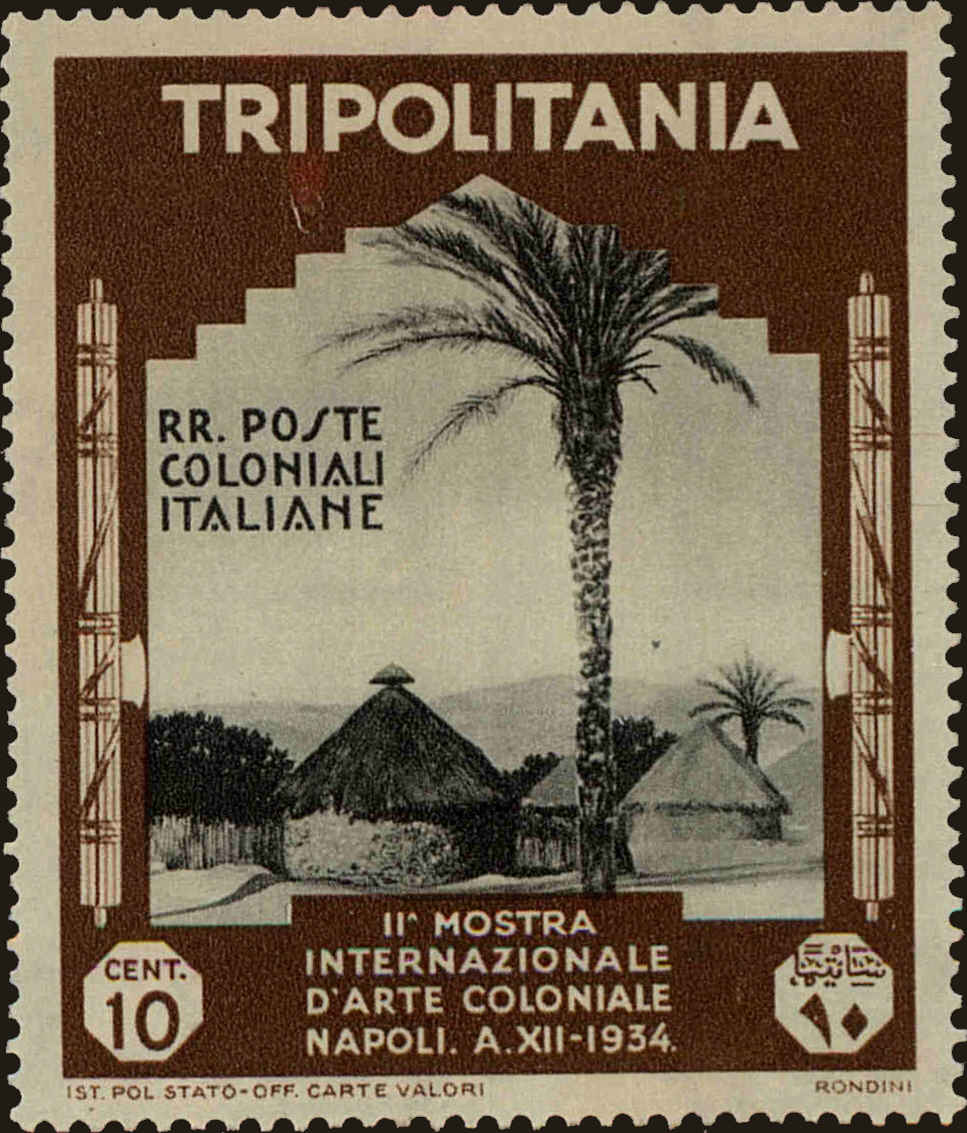 TRIPOLITANIA
RR. POSTE
COLONIALI
ITALIANE
II^ MOSTRA
INTERNAZIONALE
D'ARTE COLONIALE
NAPOLI. A.XII-1934.
CENT.
10
١٠
IST. POL STATO-OFF. CARTE VALORI
RONDINI